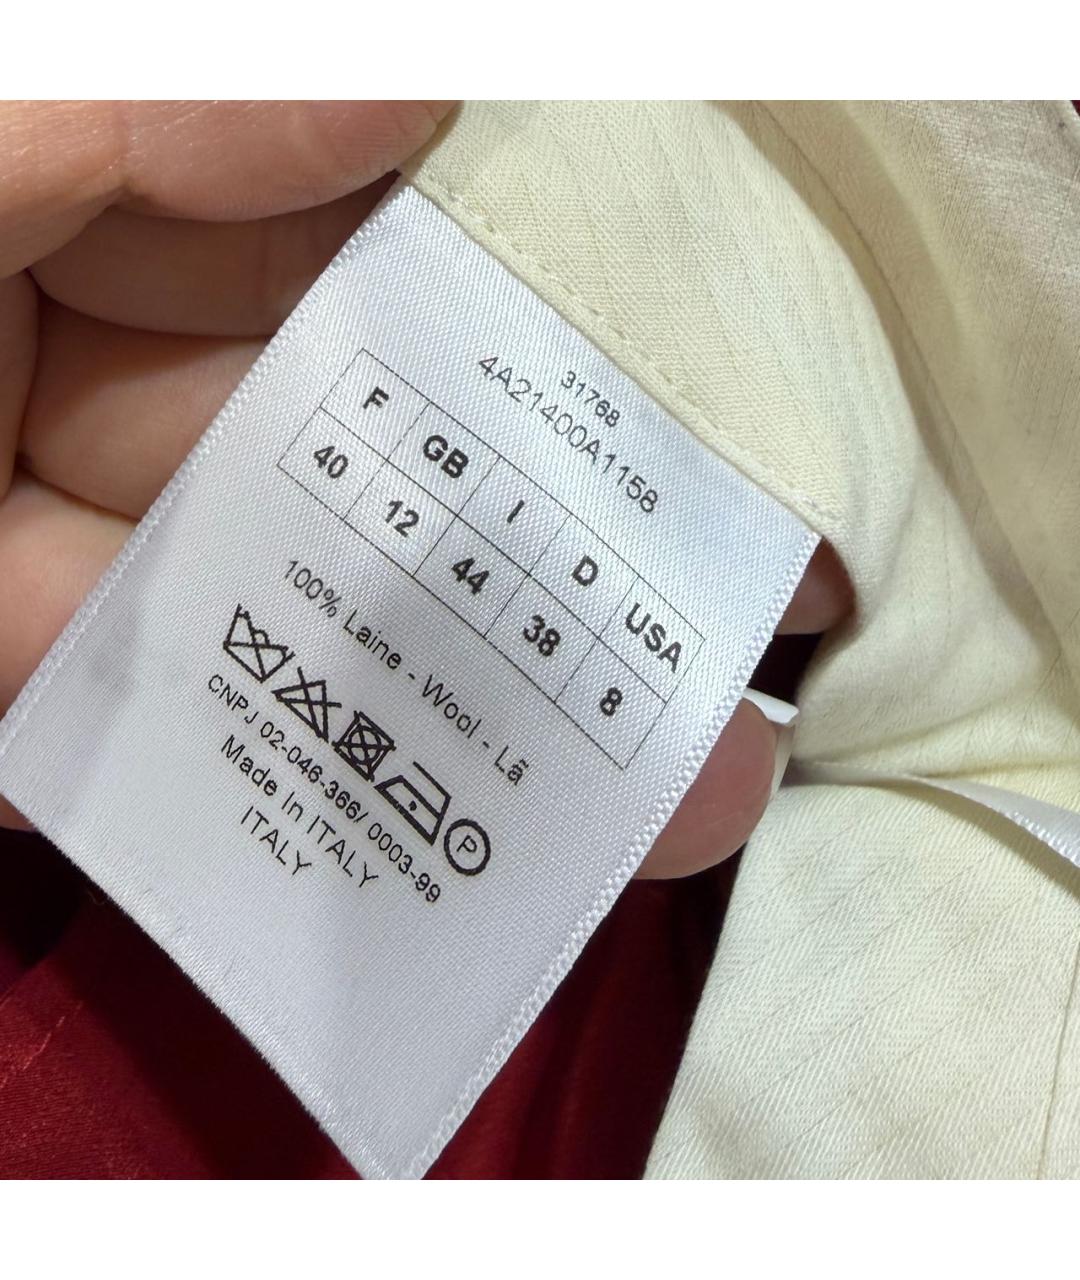 31768
4A21400A1158
F GB I D USA
40 12 44 38 8
100% Laine - Wool - Lã
P
CNPJ 02-046-366/ 0003-99
Made In ITALY
ITALY